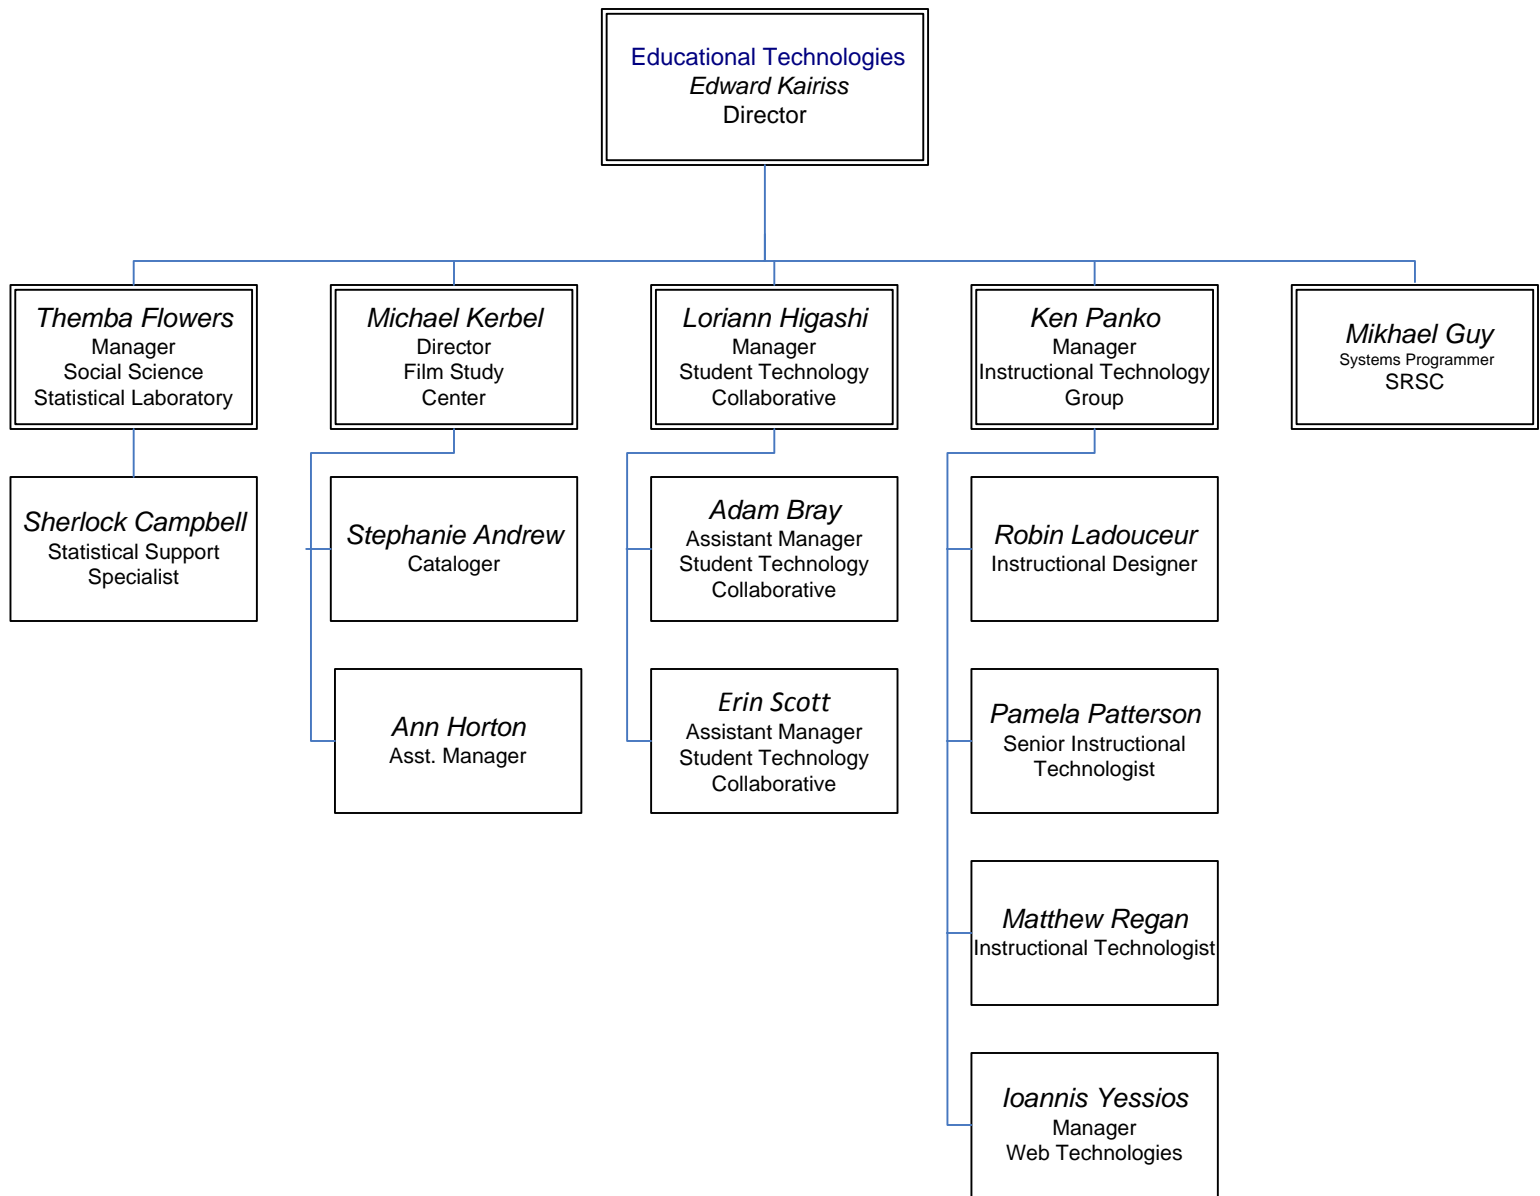 Educational Technologies
Edward Kairiss
Director
Themba Flowers
Manager
Social Science
Statistical Laboratory
Michael Kerbel
Director
Film Study
Center
Loriann Higashi
Manager
Student Technology
Collaborative
Ken Panko
Manager
Instructional Technology
Group
Mikhael Guy
Systems Programmer
SRSC
Sherlock Campbell
Statistical Support
Specialist
Stephanie Andrew
Cataloger
Adam Bray
Assistant Manager
Student Technology
Collaborative
Robin Ladouceur
Instructional Designer
Ann Horton
Asst. Manager
Erin Scott
Assistant Manager
Student Technology
Collaborative
Pamela Patterson
Senior Instructional
Technologist
Matthew Regan
Instructional Technologist
Ioannis Yessios
Manager
Web Technologies